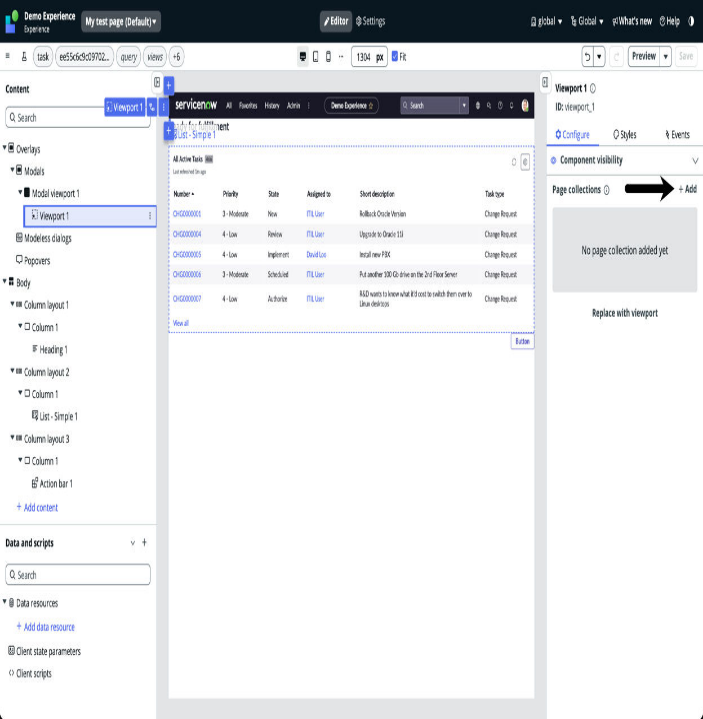 Demo Experience
Experience
My test page (Default)
Editor
Settings
global
Global
What's new
Help
task
ee55c6c9c09702...
query
views
+6
1304 px
Fit
Preview
Save
Content
Search
Overlays
Modals
Modal viewport 1
Viewport 1
Modeless dialogs
Popovers
Body
Column layout 1
Column 1
Heading 1
Column layout 2
Column 1
List - Simple 1
Column layout 3
Column 1
Action bar 1
+ Add content
Data and scripts
Search
Data resources
+ Add data resource
Client state parameters
Client scripts
Viewport 1
servicenow
All Favorites History Admin
Demo Experience
Search
List - Simple 1
All Active Tasks
Last refreshed 5m ago
Number Priority State Assigned to Short description Task type
CHG0000001 3 - Moderate New ITIL User Rollback Oracle Version Change Request
CHG0000004 4 - Low Review ITIL User Upgrade to Oracle 11i Change Request
CHG0000005 4 - Low Implement David Loo Install new PBX Change Request
CHG0000006 3 - Moderate Scheduled ITIL User Put another 100 Gb drive on the 2nd Floor Server Change Request
CHG0000007 4 - Low Authorize ITIL User R&D wants to know what it'd cost to switch them over to Linux desktops Change Request
View all
Button
Viewport 1
ID: viewport_1
Configure
Styles
Events
Component visibility
Page collections
+ Add
No page collection added yet
Replace with viewport